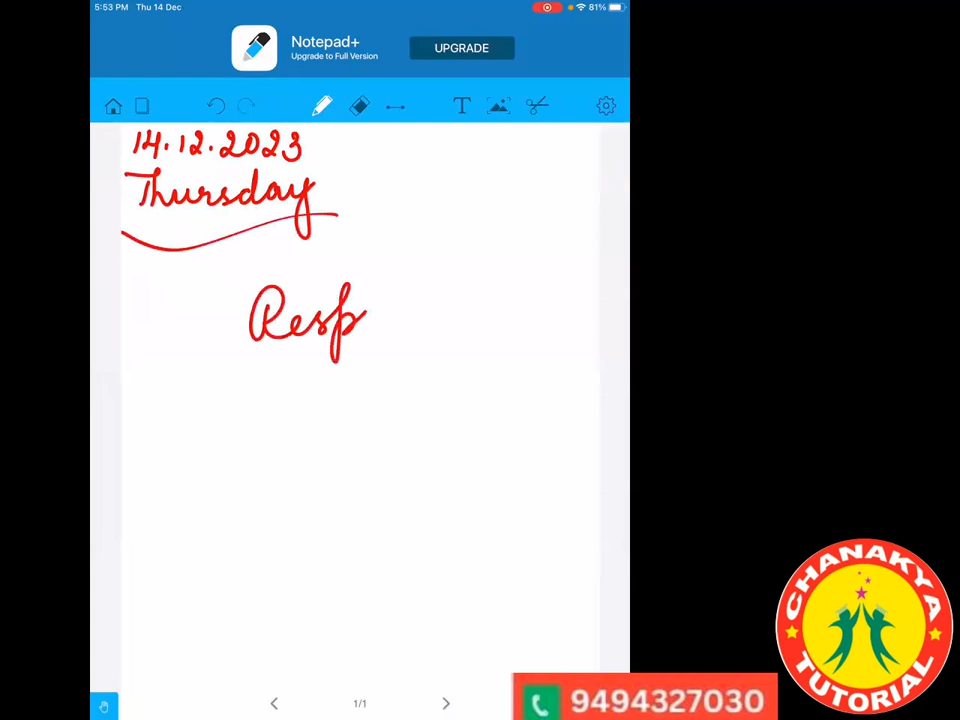 5:53 PM Thu 14 Dec 81%
Notepad+
Upgrade to Full Version
UPGRADE
T
14.12.2023
Thursday
Resp
1/1
9494327030
CHANAKYA
TUTORIAL